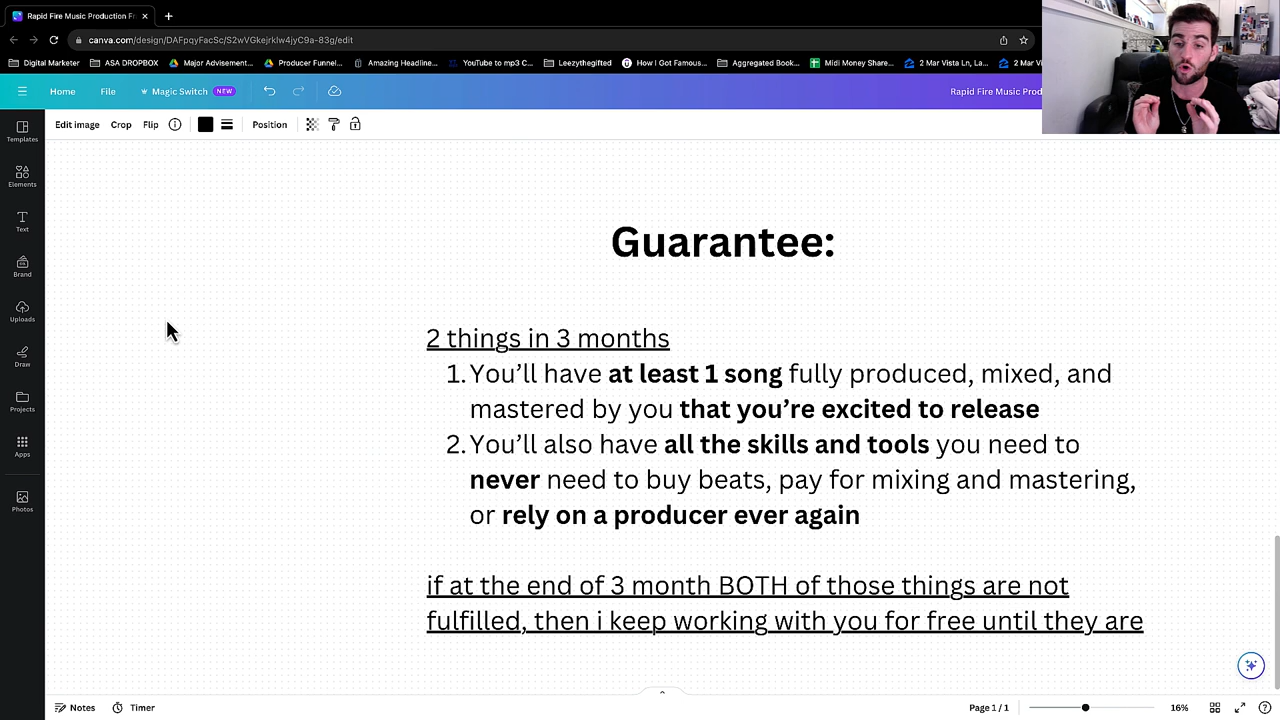 Rapid Fire Music Production Fr
canva.com/design/DAFpqyFacSc/S2wVGkejrklw4jyC9a-83g/edit
Digital Marketer
ASA DROPBOX
Major Advisement...
Producer Funnel...
Amazing Headline...
YouTube to mp3 C...
Leezythegifted
How I Got Famous...
Aggregated Book...
Midi Money Share...
2 Mar Vista Ln, La...
2 Mar Vi
Home
File
Magic Switch
NEW
Rapid Fire Music Prod
Edit image
Crop
Flip
Position
Templates
Elements
Text
Brand
Uploads
Draw
Projects
Apps
Photos
Guarantee:
2 things in 3 months
1. You’ll have at least 1 song fully produced, mixed, and
mastered by you that you’re excited to release
2. You’ll also have all the skills and tools you need to
never need to buy beats, pay for mixing and mastering,
or rely on a producer ever again
if at the end of 3 month BOTH of those things are not
fulfilled, then i keep working with you for free until they are
Notes
Timer
Page 1 / 1
16%